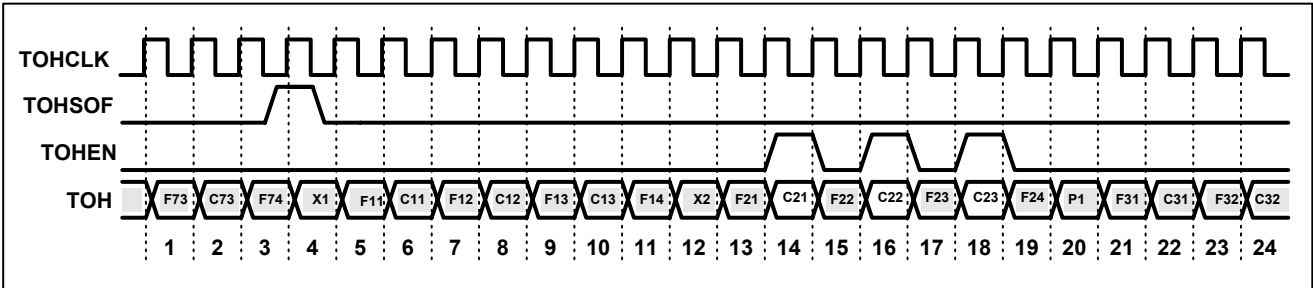 TOHCLK
TOHSOF
TOHEN
TOH F73 C73 F74 X1 F11 C11 F12 C12 F13 C13 F14 X2 F21 C21 F22 C22 F23 C23 F24 P1 F31 C31 F32 C32
1 2 3 4 5 6 7 8 9 10 11 12 13 14 15 16 17 18 19 20 21 22 23 24